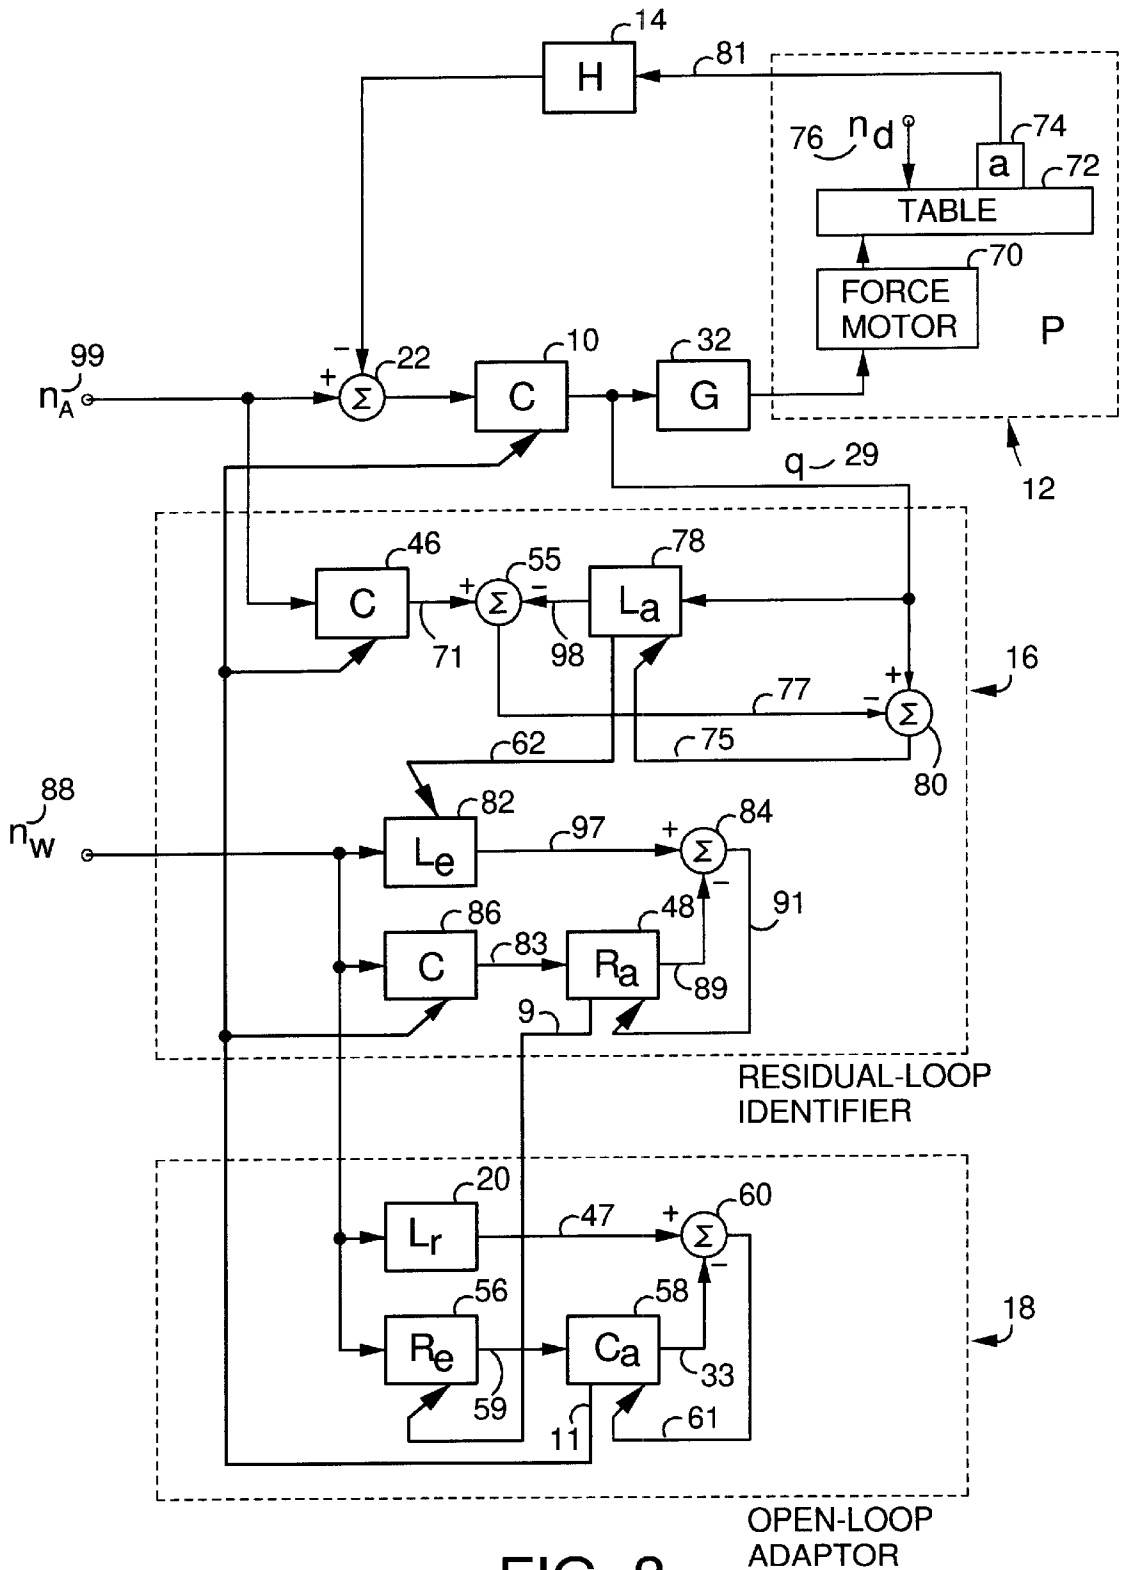 14
H
81
76 nd
a
74
72
TABLE
70
FORCE
MOTOR
P
99
nA
−
+
22
Σ
10
C
32
G
q 29
12
46
C
71
+
55
Σ
−
98
78
La
16
77
+
−
Σ
80
75
62
88
nw
82
Le
97
+
84
Σ
−
86
C
83
48
Ra
89
91
9
RESIDUAL-LOOP
IDENTIFIER
20
Lr
47
+
60
Σ
−
56
Re
59
58
Ca
33
18
61
11
OPEN-LOOP
ADAPTOR